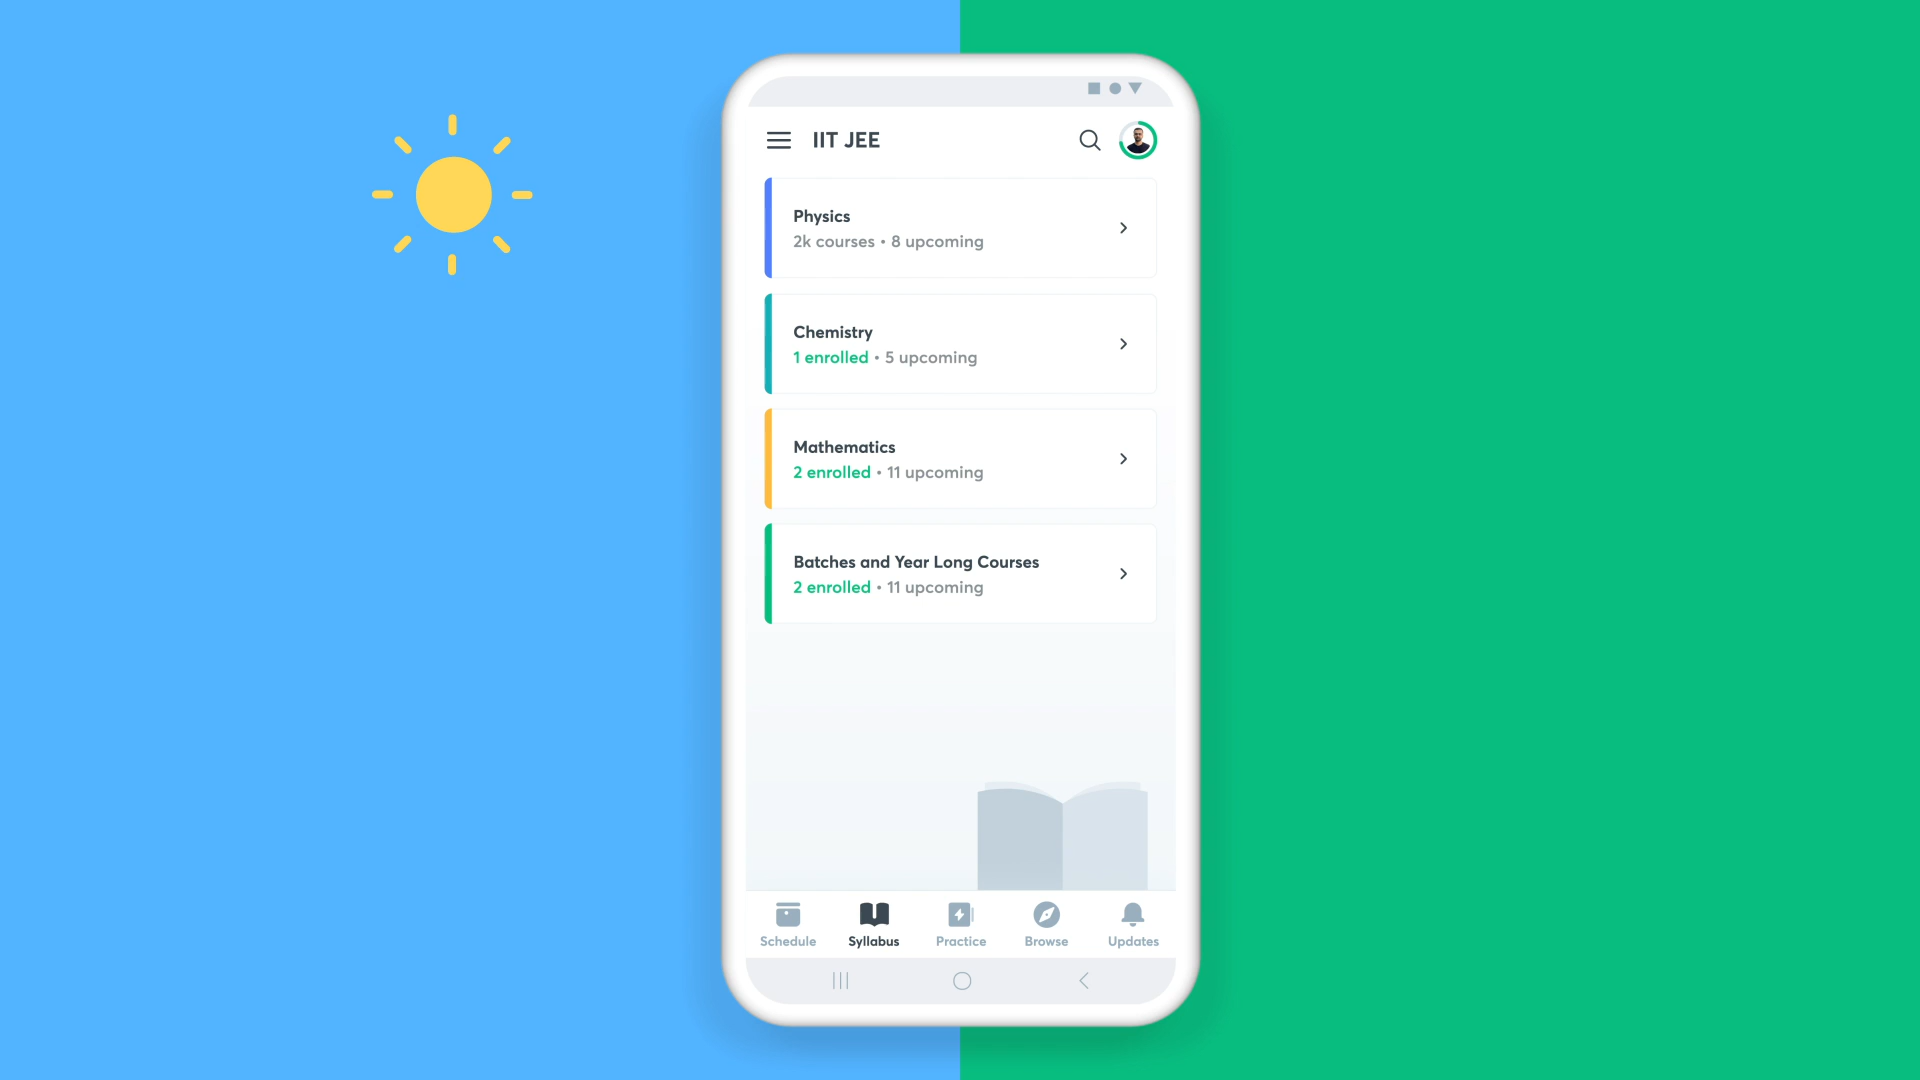 IIT JEE
Physics
2k courses • 8 upcoming
Chemistry
1 enrolled • 5 upcoming
Mathematics
2 enrolled • 11 upcoming
Batches and Year Long Courses
2 enrolled • 11 upcoming
Schedule Syllabus Practice Browse Updates